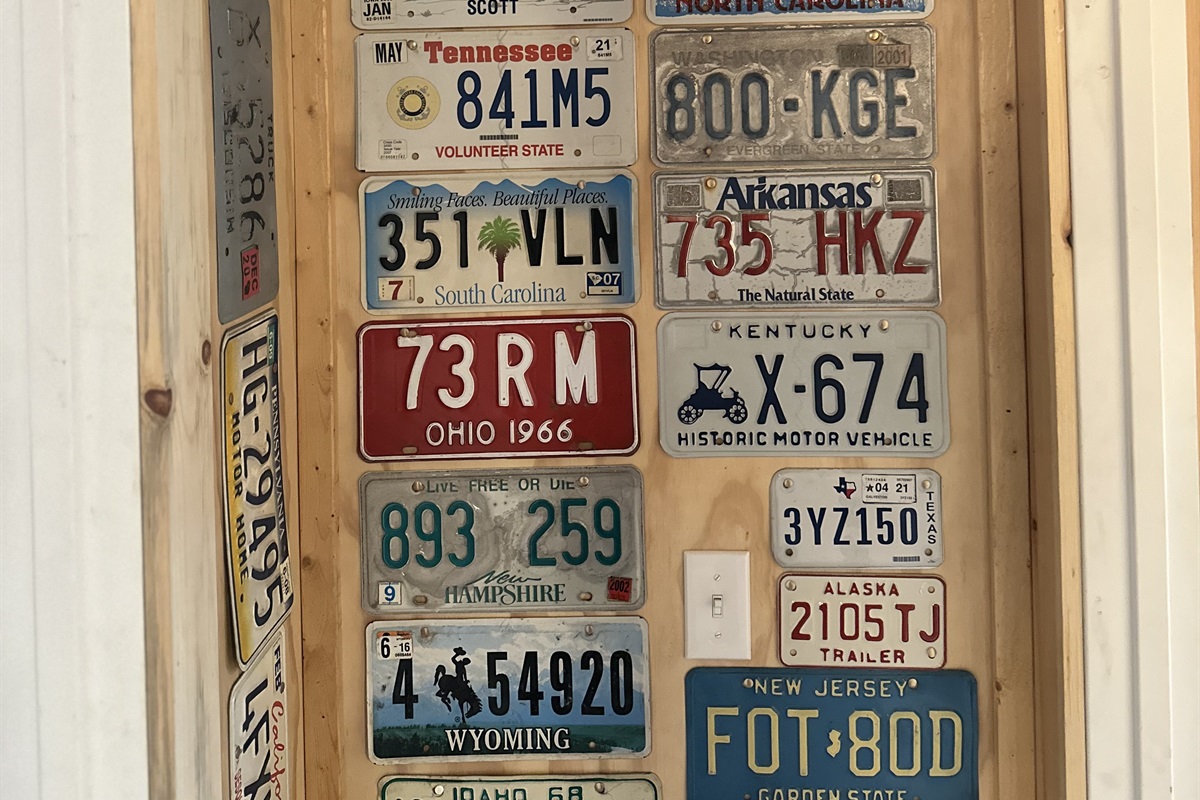 JAN
SCOTT
MAY Tennessee 21
841M5
VOLUNTEER STATE
Smiling Faces. Beautiful Places.
351 VLN
7 South Carolina 07
73 RM
OHIO 1966
LIVE FREE OR DIE
893 259
9 New HAMPSHIRE 2002
6-16
4 54920
WYOMING
IDAHO 68
NORTH CAROLINA
WASHINGTON 2001
800-KGE
EVERGREEN STATE
Arkansas
735 HKZ
The Natural State
KENTUCKY
X-674
HISTORIC MOTOR VEHICLE
04 21
3YZ150
TEXAS
ALASKA
2105TJ
TRAILER
NEW JERSEY
FOT 80D
GARDEN STATE
TRUCK
X 5286
DEC
PENNSYLVANIA
HG-29495
MOTOR HOME
FEB